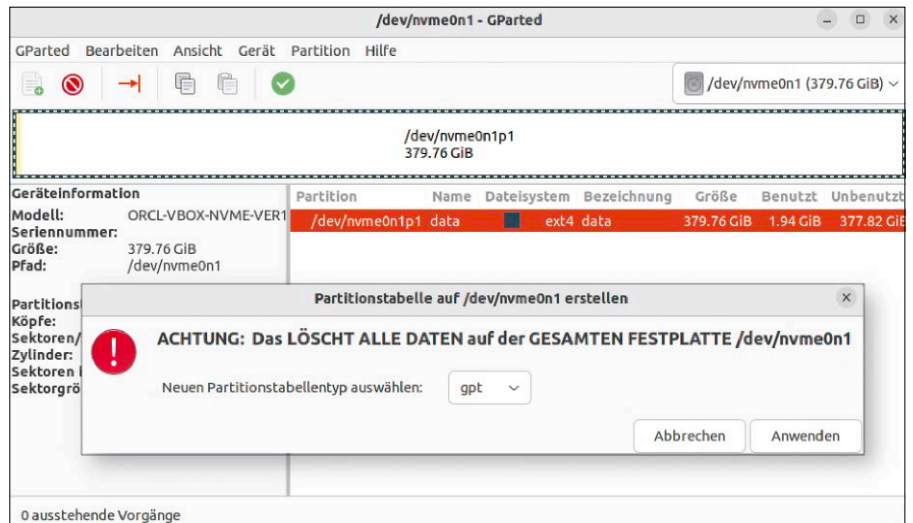 /dev/nvme0n1 - GParted
GParted Bearbeiten Ansicht Gerät Partition Hilfe
/dev/nvme0n1 (379.76 GiB)
/dev/nvme0n1p1
379.76 GiB
Geräteinformation
Modell: ORCL-VBOX-NVME-VER1
Seriennummer:
Größe: 379.76 GiB
Pfad: /dev/nvme0n1
Partition Name Dateisystem Bezeichnung Größe Benutzt Unbenutzt
/dev/nvme0n1p1 data ext4 data 379.76 GiB 1.94 GiB 377.82 GiB
Partitions
Köpfe:
Sektoren/
Zylinder:
Sektoren i
Sektorgrö
Partitionstabelle auf /dev/nvme0n1 erstellen
ACHTUNG: Das LÖSCHT ALLE DATEN auf der GESAMTEN FESTPLATTE /dev/nvme0n1
Neuen Partitionstabellentyp auswählen: gpt
Abbrechen Anwenden
0 ausstehende Vorgänge